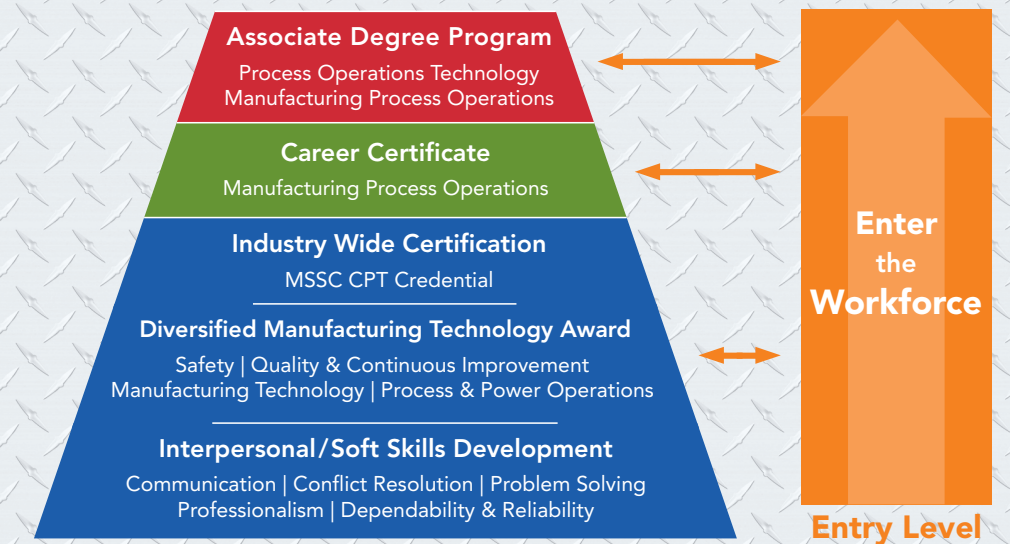 Associate Degree Program
Process Operations Technology
Manufacturing Process Operations
Career Certificate
Manufacturing Process Operations
Industry Wide Certification
MSSC CPT Credential
Diversified Manufacturing Technology Award
Safety | Quality & Continuous Improvement
Manufacturing Technology | Process & Power Operations
Interpersonal/Soft Skills Development
Communication | Conflict Resolution | Problem Solving
Professionalism | Dependability & Reliability
Enter
the
Workforce
Entry Level